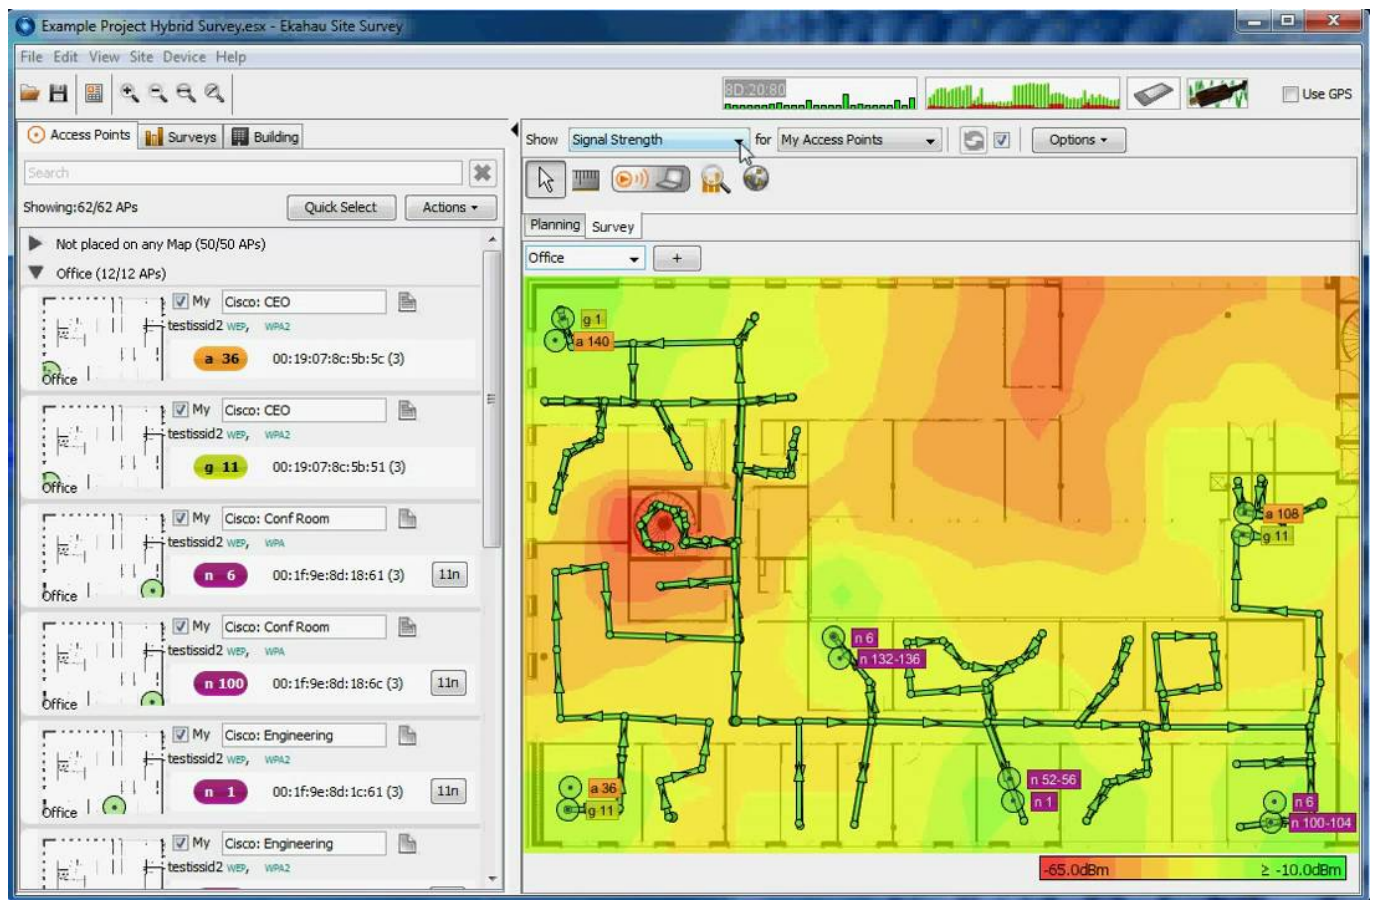 Example Project Hybrid Survey.esx - Ekahau Site Survey
File Edit View Site Device Help
8D:20:80
Use GPS
Access Points Surveys Building
Show Signal Strength for My Access Points Options
Search
Showing:62/62 APs Quick Select Actions
Planning Survey
Office +
Not placed on any Map (50/50 APs)
Office (12/12 APs)
My Cisco: CEO
testissid2 WEP, WPA2
a 36 00:19:07:8c:5b:5c (3)
Office
My Cisco: CEO
testissid2 WEP, WPA2
g 11 00:19:07:8c:5b:51 (3)
Office
My Cisco: Conf Room
testissid2 WEP, WPA
n 6 00:1f:9e:8d:18:61 (3) 11n
Office
My Cisco: Conf Room
testissid2 WEP, WPA
n 100 00:1f:9e:8d:18:6c (3) 11n
Office
My Cisco: Engineering
testissid2 WEP, WPA2
n 1 00:1f:9e:8d:1c:61 (3) 11n
Office
My Cisco: Engineering
testissid2 WEP, WPA2
g 1
a 140
a 108
g 11
n 6
n 132-136
n 52-56
n 1
a 36
g 11
n 6
n 100-104
-65.0dBm ≥ -10.0dBm